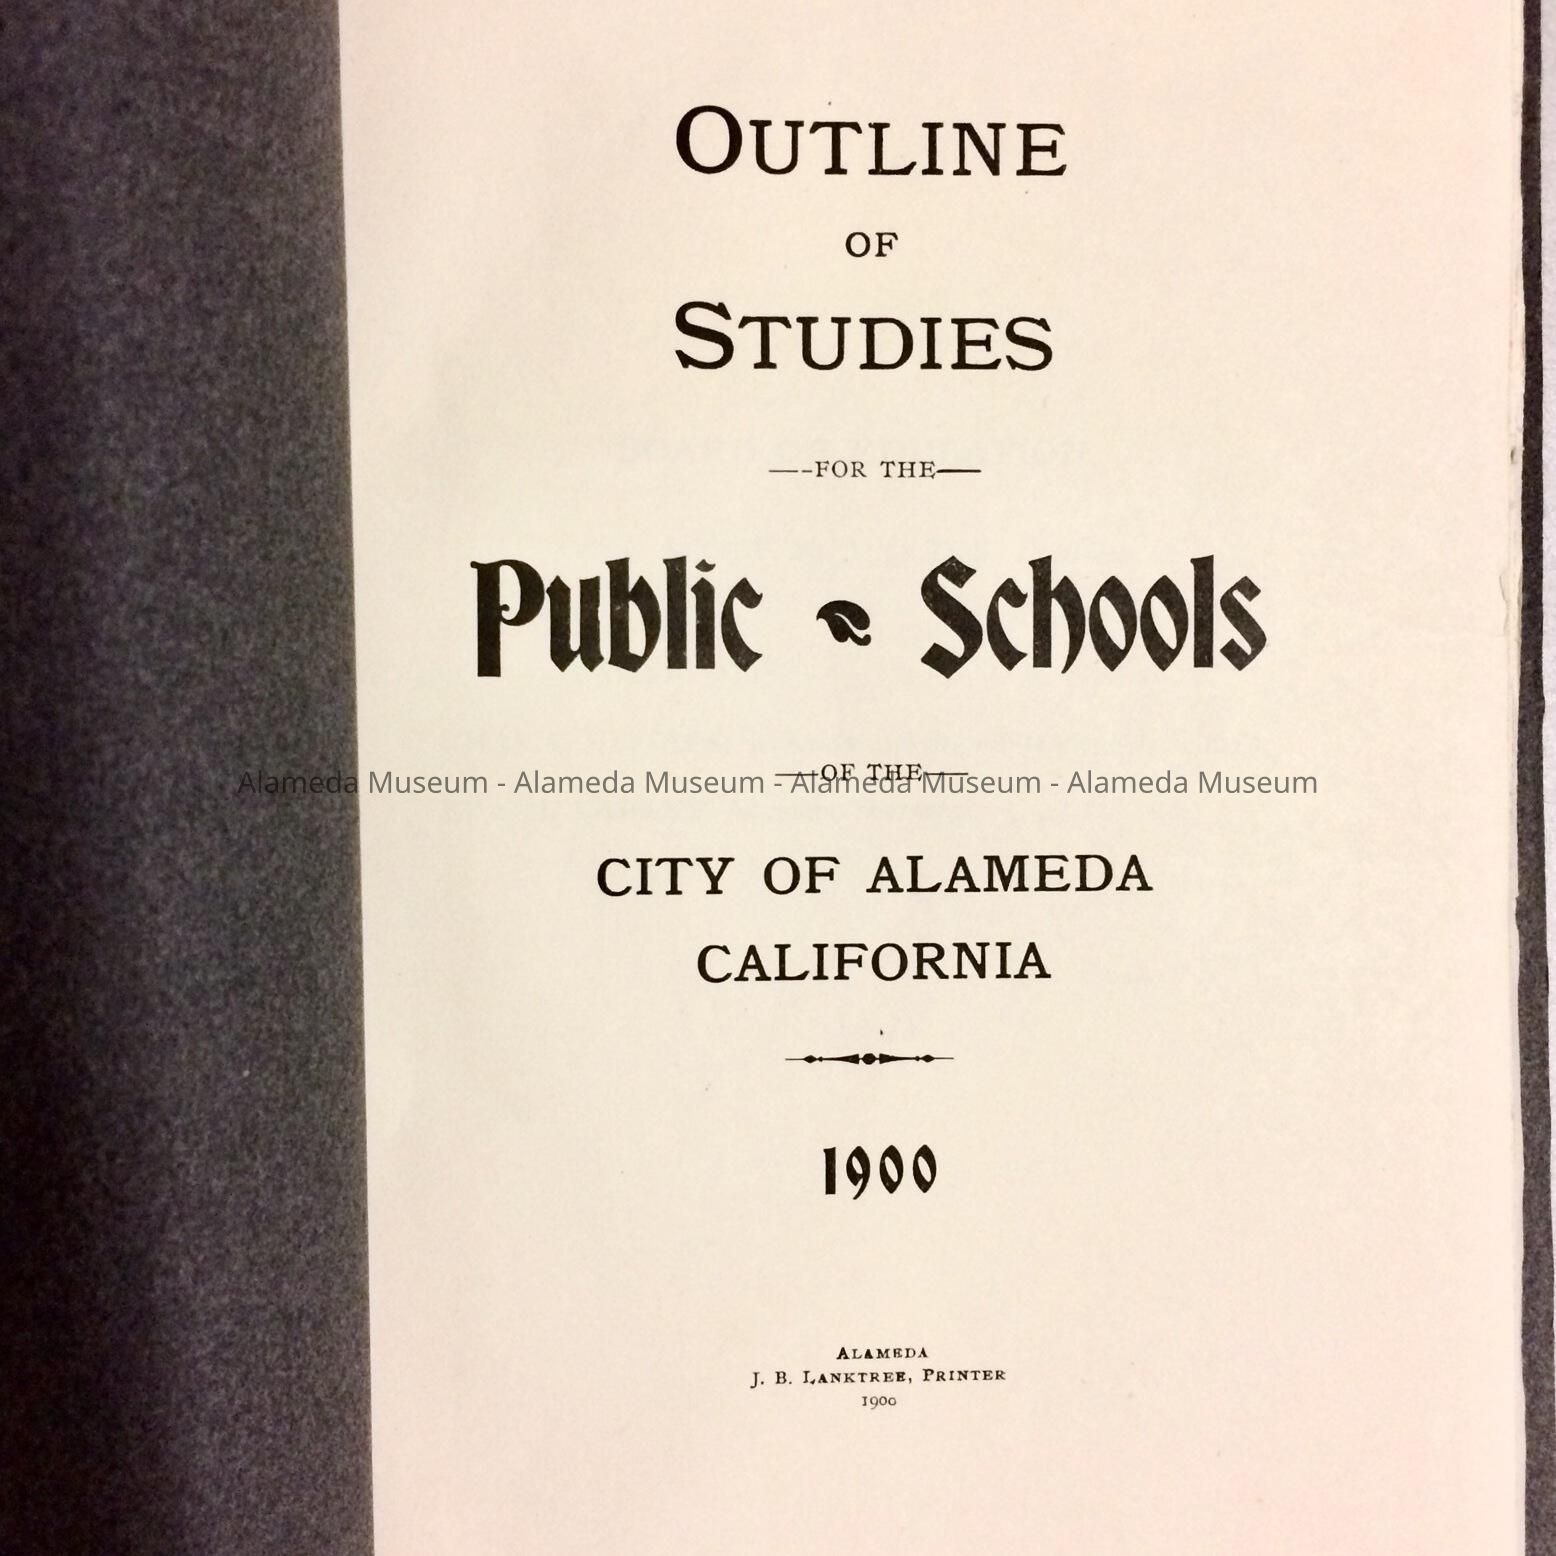 OUTLINE
OF
STUDIES
—-FOR THE—
Public Schools
—OF THE—
Alameda Museum - Alameda Museum - Alameda Museum - Alameda Museum
CITY OF ALAMEDA
CALIFORNIA
1900
ALAMEDA
J. B. LANKTREE, PRINTER
1900